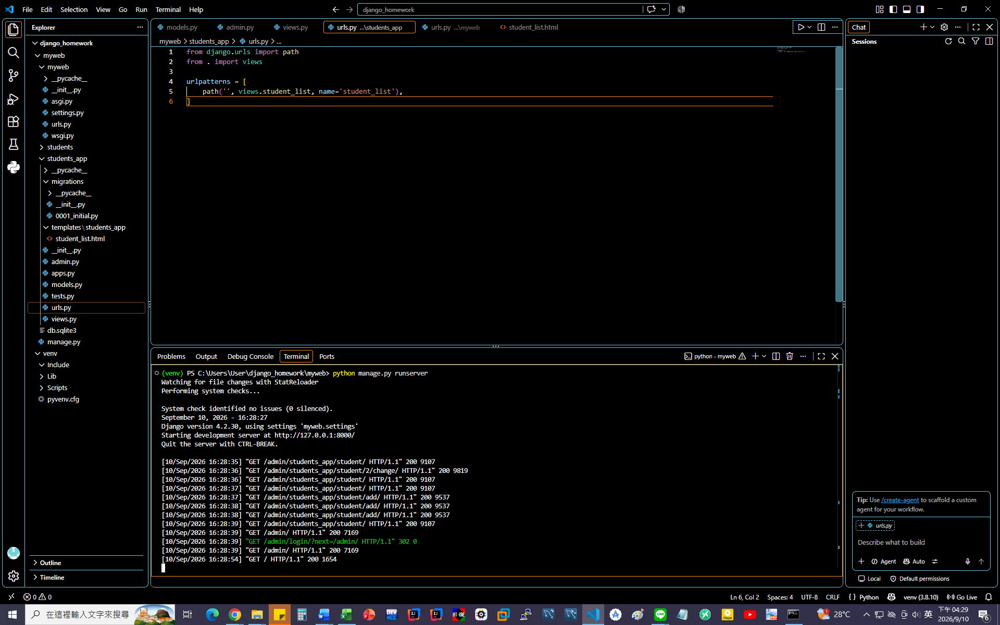 File Edit Selection View Go Run Terminal Help
django_homework
Explorer
django_homework
myweb
myweb
__pycache__
__init__.py
asgi.py
settings.py
urls.py
wsgi.py
students
students_app
__pycache__
migrations
__pycache__
__init__.py
0001_initial.py
templates\students_app
student_list.html
__init__.py
admin.py
apps.py
models.py
tests.py
urls.py
views.py
db.sqlite3
manage.py
venv
Include
Lib
Scripts
pyvenv.cfg
Outline
Timeline
models.py admin.py views.py urls.py ...\students_app urls.py ...\myweb student_list.html
myweb > students_app > urls.py > ...
1 from django.urls import path
2 from . import views
3
4 urlpatterns = [
5 path('', views.student_list, name='student_list'),
6 ]
Problems Output Debug Console Terminal Ports
python - myweb
(venv) PS C:\Users\User\django_homework\myweb> python manage.py runserver
Watching for file changes with StatReloader
Performing system checks...
System check identified no issues (0 silenced).
September 10, 2026 - 16:28:27
Django version 4.2.30, using settings 'myweb.settings'
Starting development server at http://127.0.0.1:8000/
Quit the server with CTRL-BREAK.
[10/Sep/2026 16:28:35] "GET /admin/students_app/student/ HTTP/1.1" 200 9107
[10/Sep/2026 16:28:36] "GET /admin/students_app/student/2/change/ HTTP/1.1" 200 9819
[10/Sep/2026 16:28:36] "GET /admin/students_app/student/ HTTP/1.1" 200 9107
[10/Sep/2026 16:28:37] "GET /admin/students_app/student/ HTTP/1.1" 200 9107
[10/Sep/2026 16:28:37] "GET /admin/students_app/student/add/ HTTP/1.1" 200 9537
[10/Sep/2026 16:28:38] "GET /admin/students_app/student/add/ HTTP/1.1" 200 9537
[10/Sep/2026 16:28:38] "GET /admin/students_app/student/add/ HTTP/1.1" 200 9537
[10/Sep/2026 16:28:39] "GET /admin/students_app/student/ HTTP/1.1" 200 9107
[10/Sep/2026 16:28:39] "GET /admin/ HTTP/1.1" 200 7169
[10/Sep/2026 16:28:39] "GET /admin/login/?next=/admin/ HTTP/1.1" 302 0
[10/Sep/2026 16:28:39] "GET /admin/ HTTP/1.1" 200 7169
[10/Sep/2026 16:28:54] "GET / HTTP/1.1" 200 1654
Chat
Sessions
Tip: Use /create-agent to scaffold a custom
agent for your workflow.
urls.py
Describe what to build
Agent Auto
Local Default permissions
0 0
Ln 6, Col 2 Spaces: 4 UTF-8 CRLF { } Python venv (3.8.10) Go Live
在這裡輸入文字來搜尋
28°C
英
下午 04:29
2026/9/10
6